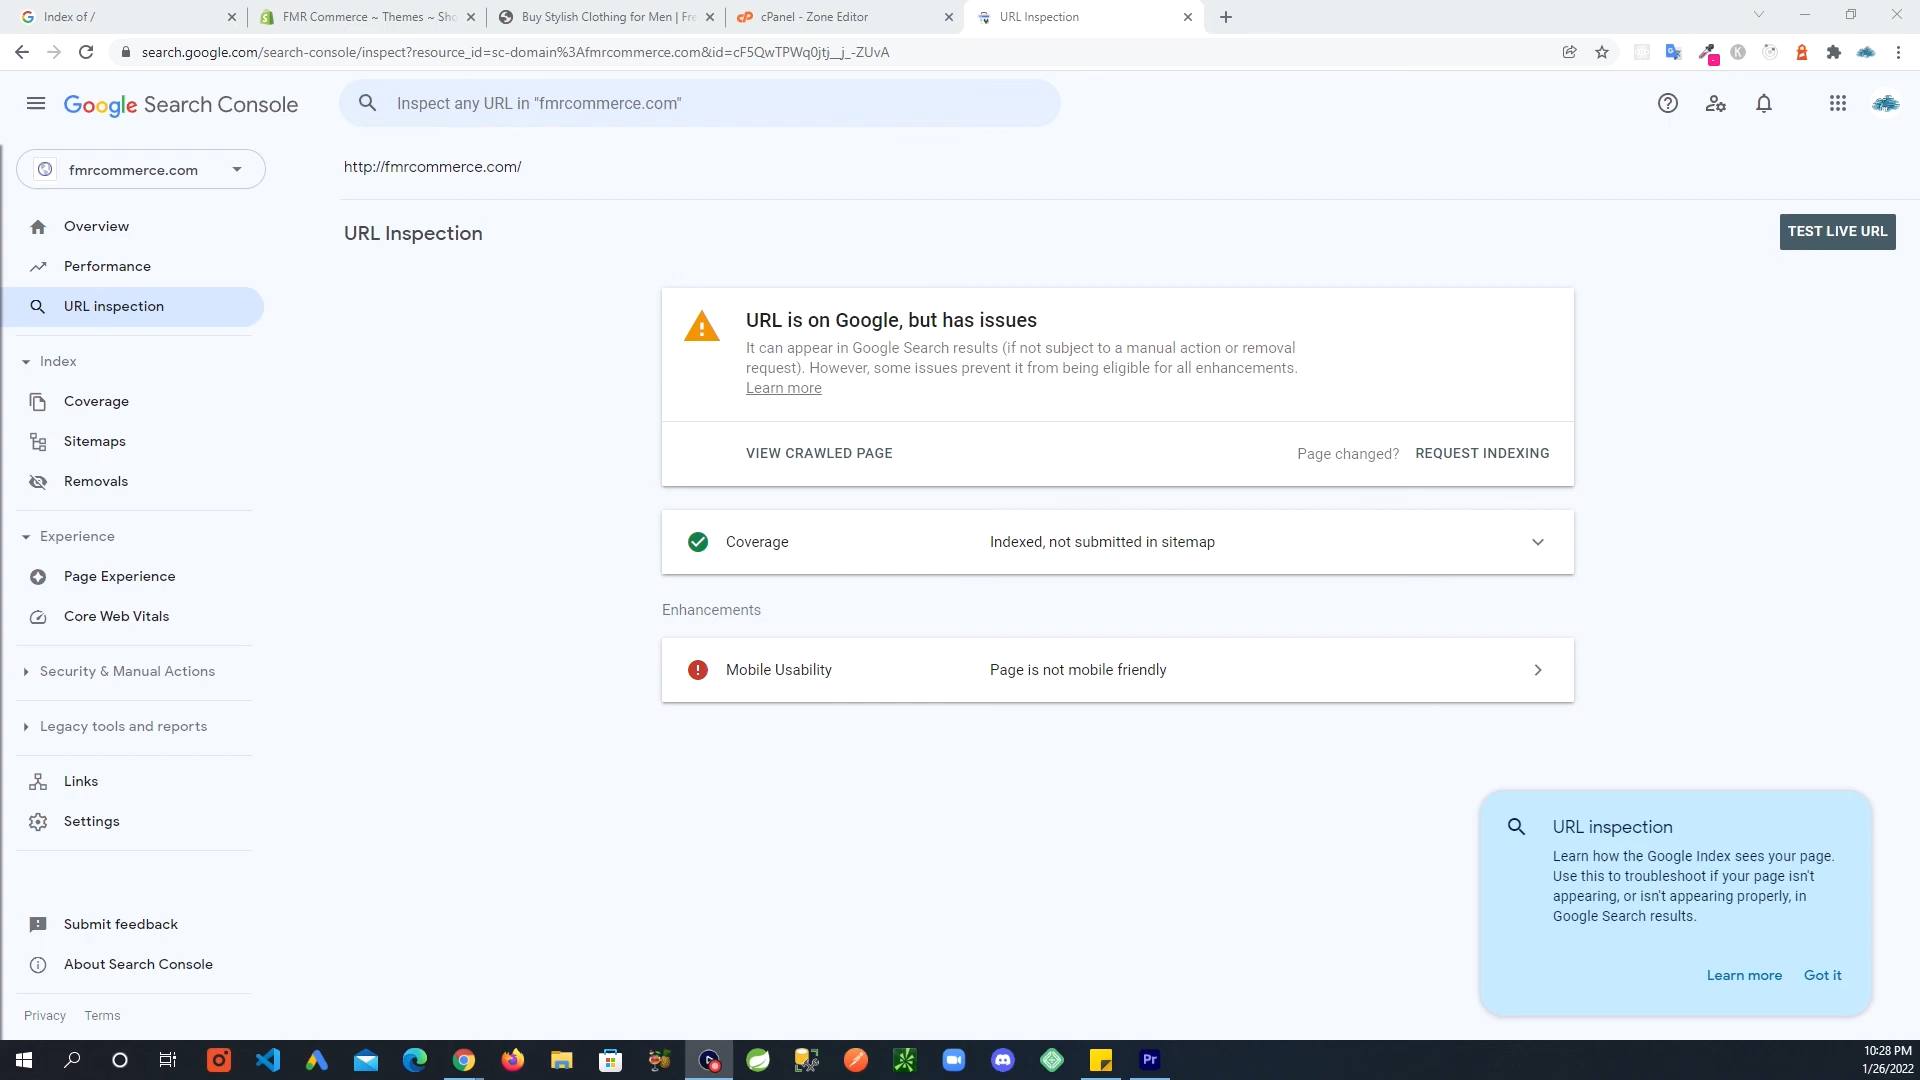 Index of /
FMR Commerce ~ Themes ~ Sho
Buy Stylish Clothing for Men | Fre
cPanel - Zone Editor
URL Inspection
search.google.com/search-console/inspect?resource_id=sc-domain%3Afmrcommerce.com&id=cF5QwTPWq0jtj__j_-ZUvA
Google Search Console
Inspect any URL in "fmrcommerce.com"
fmrcommerce.com
http://fmrcommerce.com/
Overview
Performance
URL inspection
Index
Coverage
Sitemaps
Removals
Experience
Page Experience
Core Web Vitals
Security & Manual Actions
Legacy tools and reports
Links
Settings
Submit feedback
About Search Console
Privacy Terms
URL Inspection
TEST LIVE URL
URL is on Google, but has issues
It can appear in Google Search results (if not subject to a manual action or removal
request). However, some issues prevent it from being eligible for all enhancements.
Learn more
VIEW CRAWLED PAGE
Page changed? REQUEST INDEXING
Coverage Indexed, not submitted in sitemap
Enhancements
Mobile Usability Page is not mobile friendly
URL inspection
Learn how the Google Index sees your page.
Use this to troubleshoot if your page isn't
appearing, or isn't appearing properly, in
Google Search results.
Learn more Got it
Pr
10:28 PM
1/26/2022